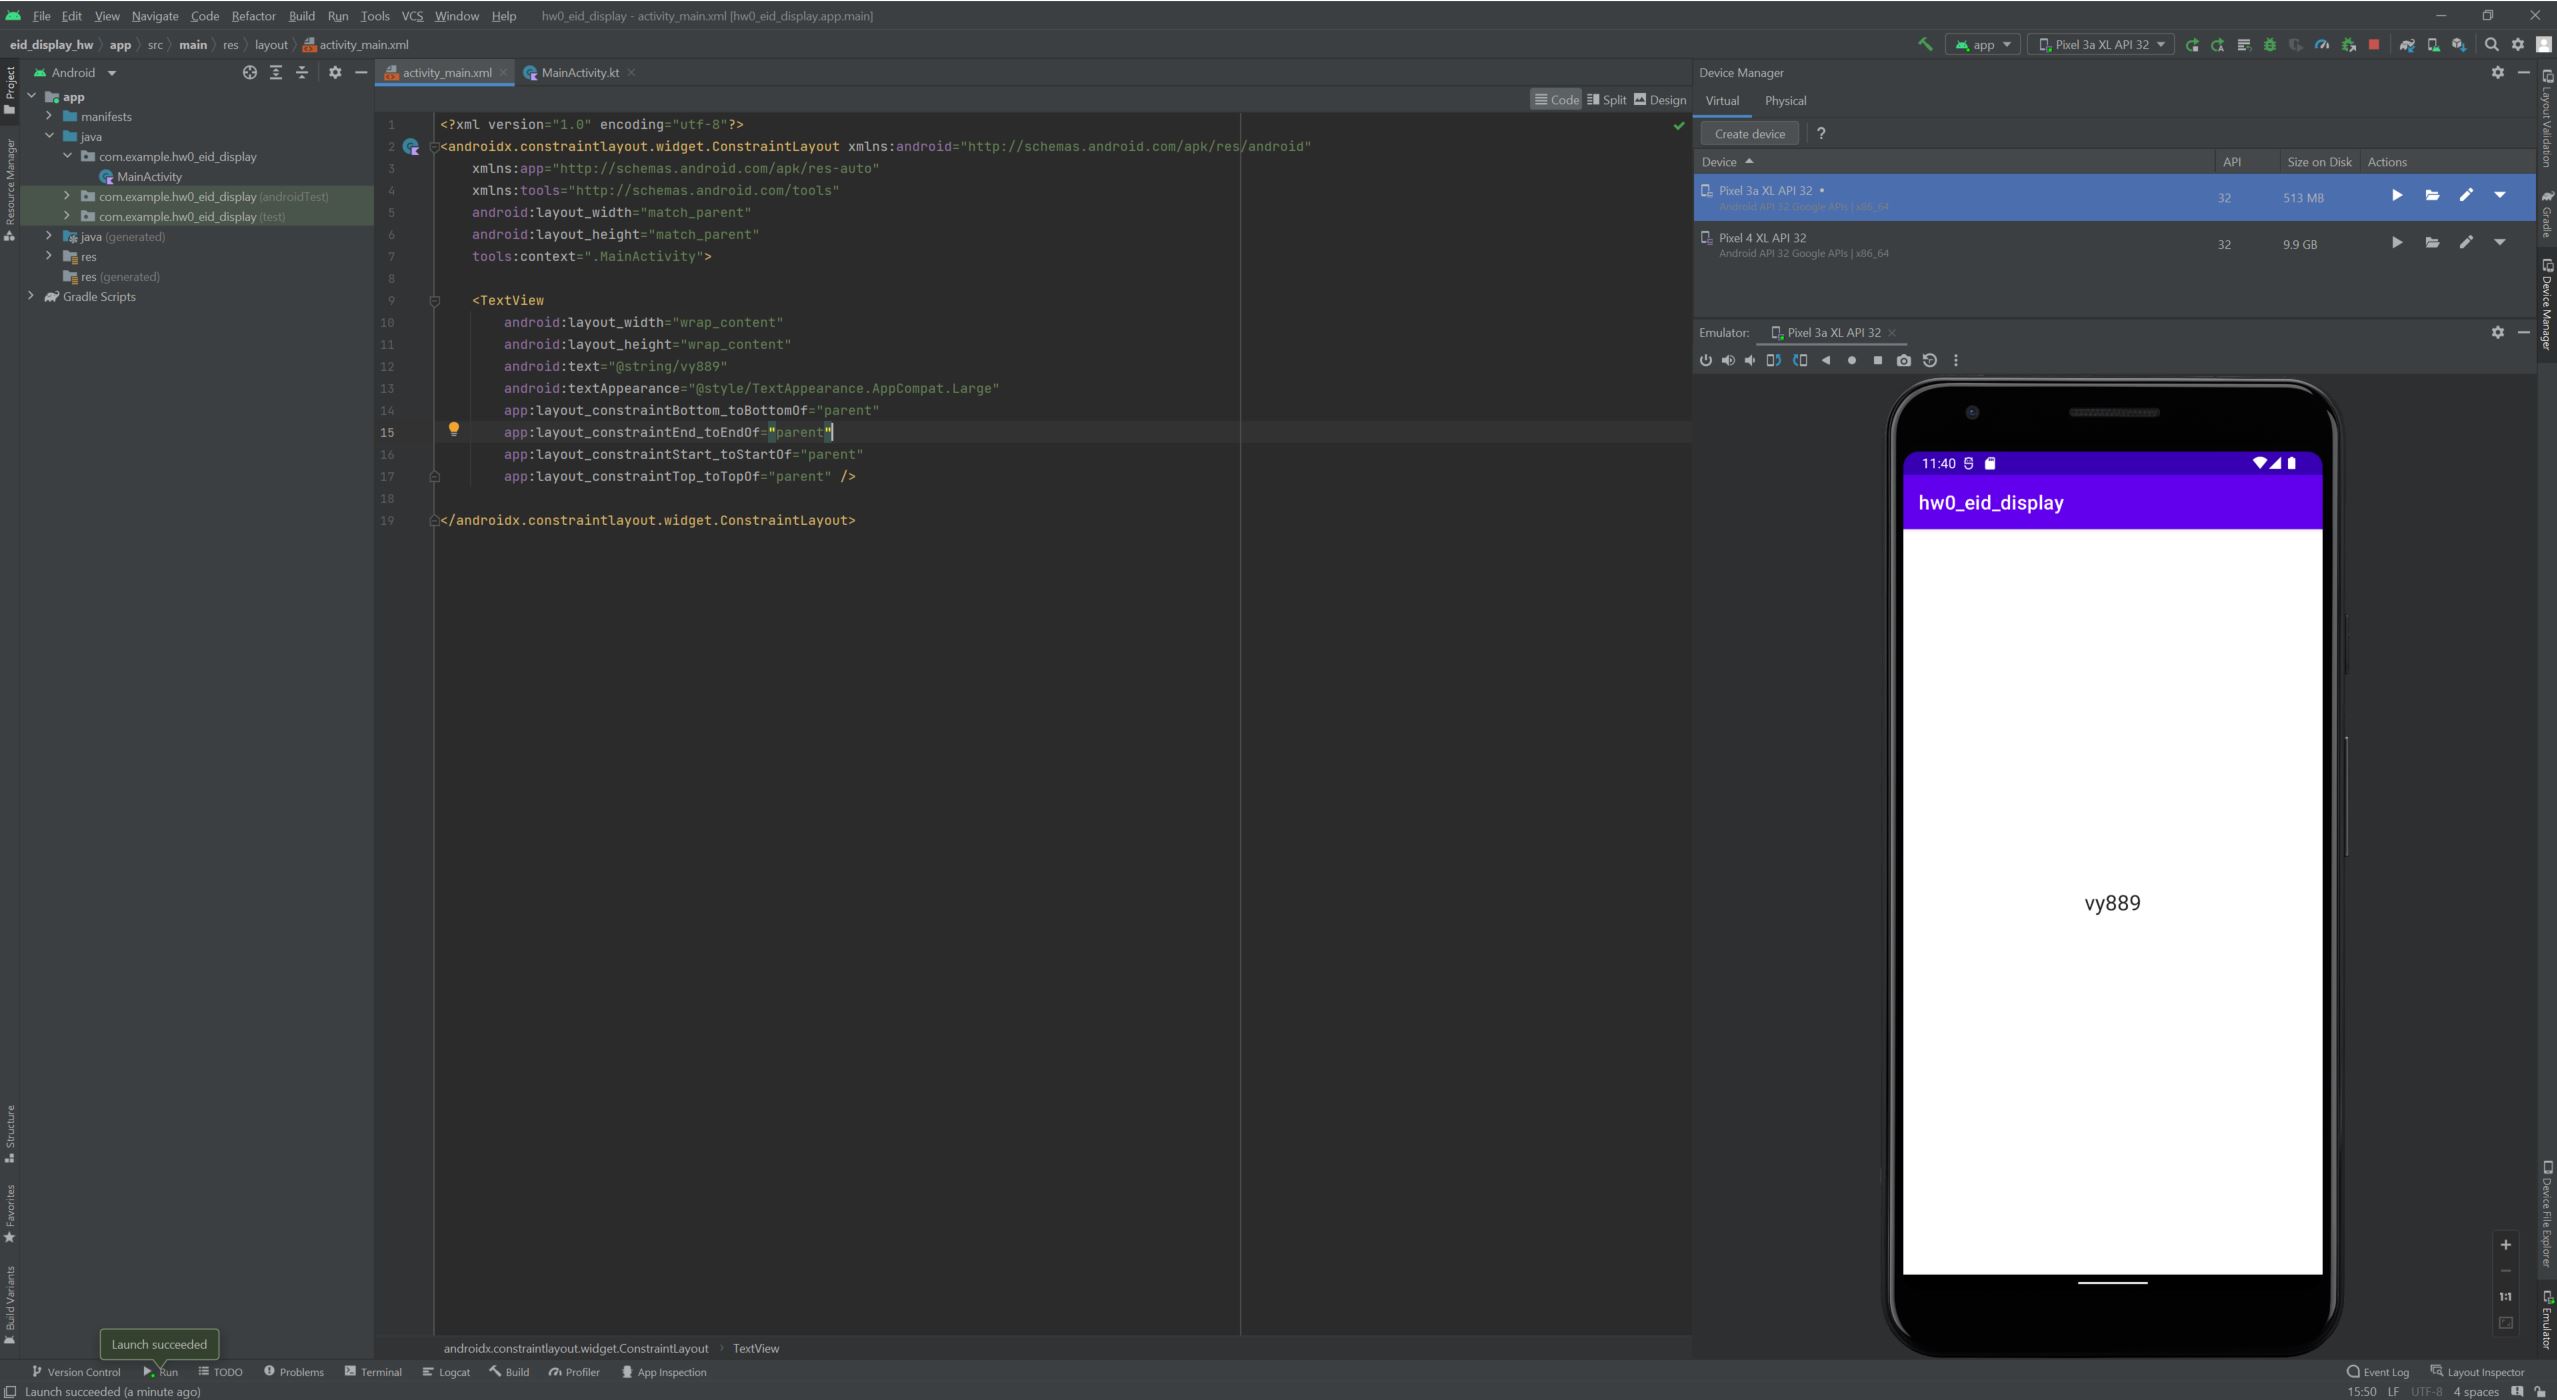 File Edit View Navigate Code Refactor Build Run Tools VCS Window Help hw0_eid_display - activity_main.xml [hw0_eid_display.app.main]
eid_display_hw app src main res layout activity_main.xml app Pixel 3a XL API 32
Android activity_main.xml MainActivity.kt Device Manager
Code Split Design Virtual Physical
Create device ?
Device API Size on Disk Actions
Pixel 3a XL API 32 32 513 MB
Android API 32 Google APIs | x86_64
Pixel 4 XL API 32 32 9.9 GB
Android API 32 Google APIs | x86_64
Emulator: Pixel 3a XL API 32
Project
Resource Manager
Structure
Favorites
Build Variants
app
manifests
java
com.example.hw0_eid_display
MainActivity
com.example.hw0_eid_display (androidTest)
com.example.hw0_eid_display (test)
java (generated)
res
res (generated)
Gradle Scripts
1 <?xml version="1.0" encoding="utf-8"?>
2 <androidx.constraintlayout.widget.ConstraintLayout xmlns:android="http://schemas.android.com/apk/res/android"
3 xmlns:app="http://schemas.android.com/apk/res-auto"
4 xmlns:tools="http://schemas.android.com/tools"
5 android:layout_width="match_parent"
6 android:layout_height="match_parent"
7 tools:context=".MainActivity">
8
9 <TextView
10 android:layout_width="wrap_content"
11 android:layout_height="wrap_content"
12 android:text="@string/vy889"
13 android:textAppearance="@style/TextAppearance.AppCompat.Large"
14 app:layout_constraintBottom_toBottomOf="parent"
15 app:layout_constraintEnd_toEndOf="parent"
16 app:layout_constraintStart_toStartOf="parent"
17 app:layout_constraintTop_toTopOf="parent" />
18
19 </androidx.constraintlayout.widget.ConstraintLayout>
11:40
hw0_eid_display
vy889
1:1
Layout Validation
Gradle
Device Manager
Device File Explorer
Emulator
Launch succeeded
androidx.constraintlayout.widget.ConstraintLayout TextView
Version Control Run TODO Problems Terminal Logcat Build Profiler App Inspection Event Log Layout Inspector
Launch succeeded (a minute ago) 15:50 LF UTF-8 4 spaces